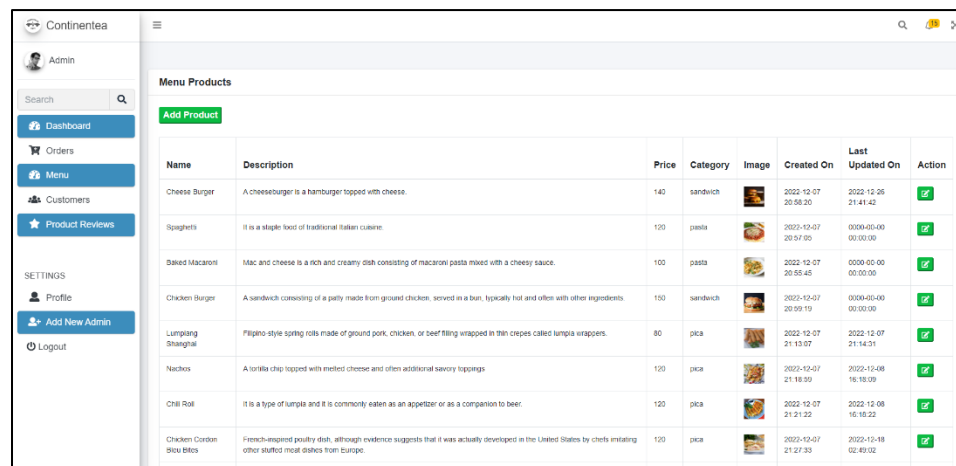 Continentea
15
Admin
Search
Dashboard
Orders
Menu
Customers
Product Reviews
SETTINGS
Profile
Add New Admin
Logout
Menu Products
Add Product
Name Description Price Category Image Created On Last Updated On Action
Cheese Burger A cheeseburger is a hamburger topped with cheese. 140 sandwich 2022-12-07 20:58:20 2022-12-26 21:41:42
Spaghetti It is a staple food of traditional Italian cuisine. 120 pasta 2022-12-07 20:57:05 0000-00-00 00:00:00
Baked Macaroni Mac and cheese is a rich and creamy dish consisting of macaroni pasta mixed with a cheesy sauce. 100 pasta 2022-12-07 20:55:45 0000-00-00 00:00:00
Chicken Burger A sandwich consisting of a patty made from ground chicken, served in a bun, typically hot and often with other ingredients. 150 sandwich 2022-12-07 20:59:19 0000-00-00 00:00:00
Lumpiang Shanghai Filipino-style spring rolls made of ground pork, chicken, or beef filling wrapped in thin crepes called lumpia wrappers. 80 pica 2022-12-07 21:13:07 2022-12-07 21:14:31
Nachos A tortilla chip topped with melted cheese and often additional savory toppings 120 pica 2022-12-07 21:18:59 2022-12-08 16:18:09
Chili Roll It is a type of lumpia and it is commonly eaten as an appetizer or as a companion to beer. 120 pica 2022-12-07 21:21:22 2022-12-08 16:18:22
Chicken Cordon Bleu Bites French-inspired poultry dish, although evidence suggests that it was actually developed in the United States by chefs imitating other stuffed meat dishes from Europe. 120 pica 2022-12-07 21:27:33 2022-12-18 02:49:02